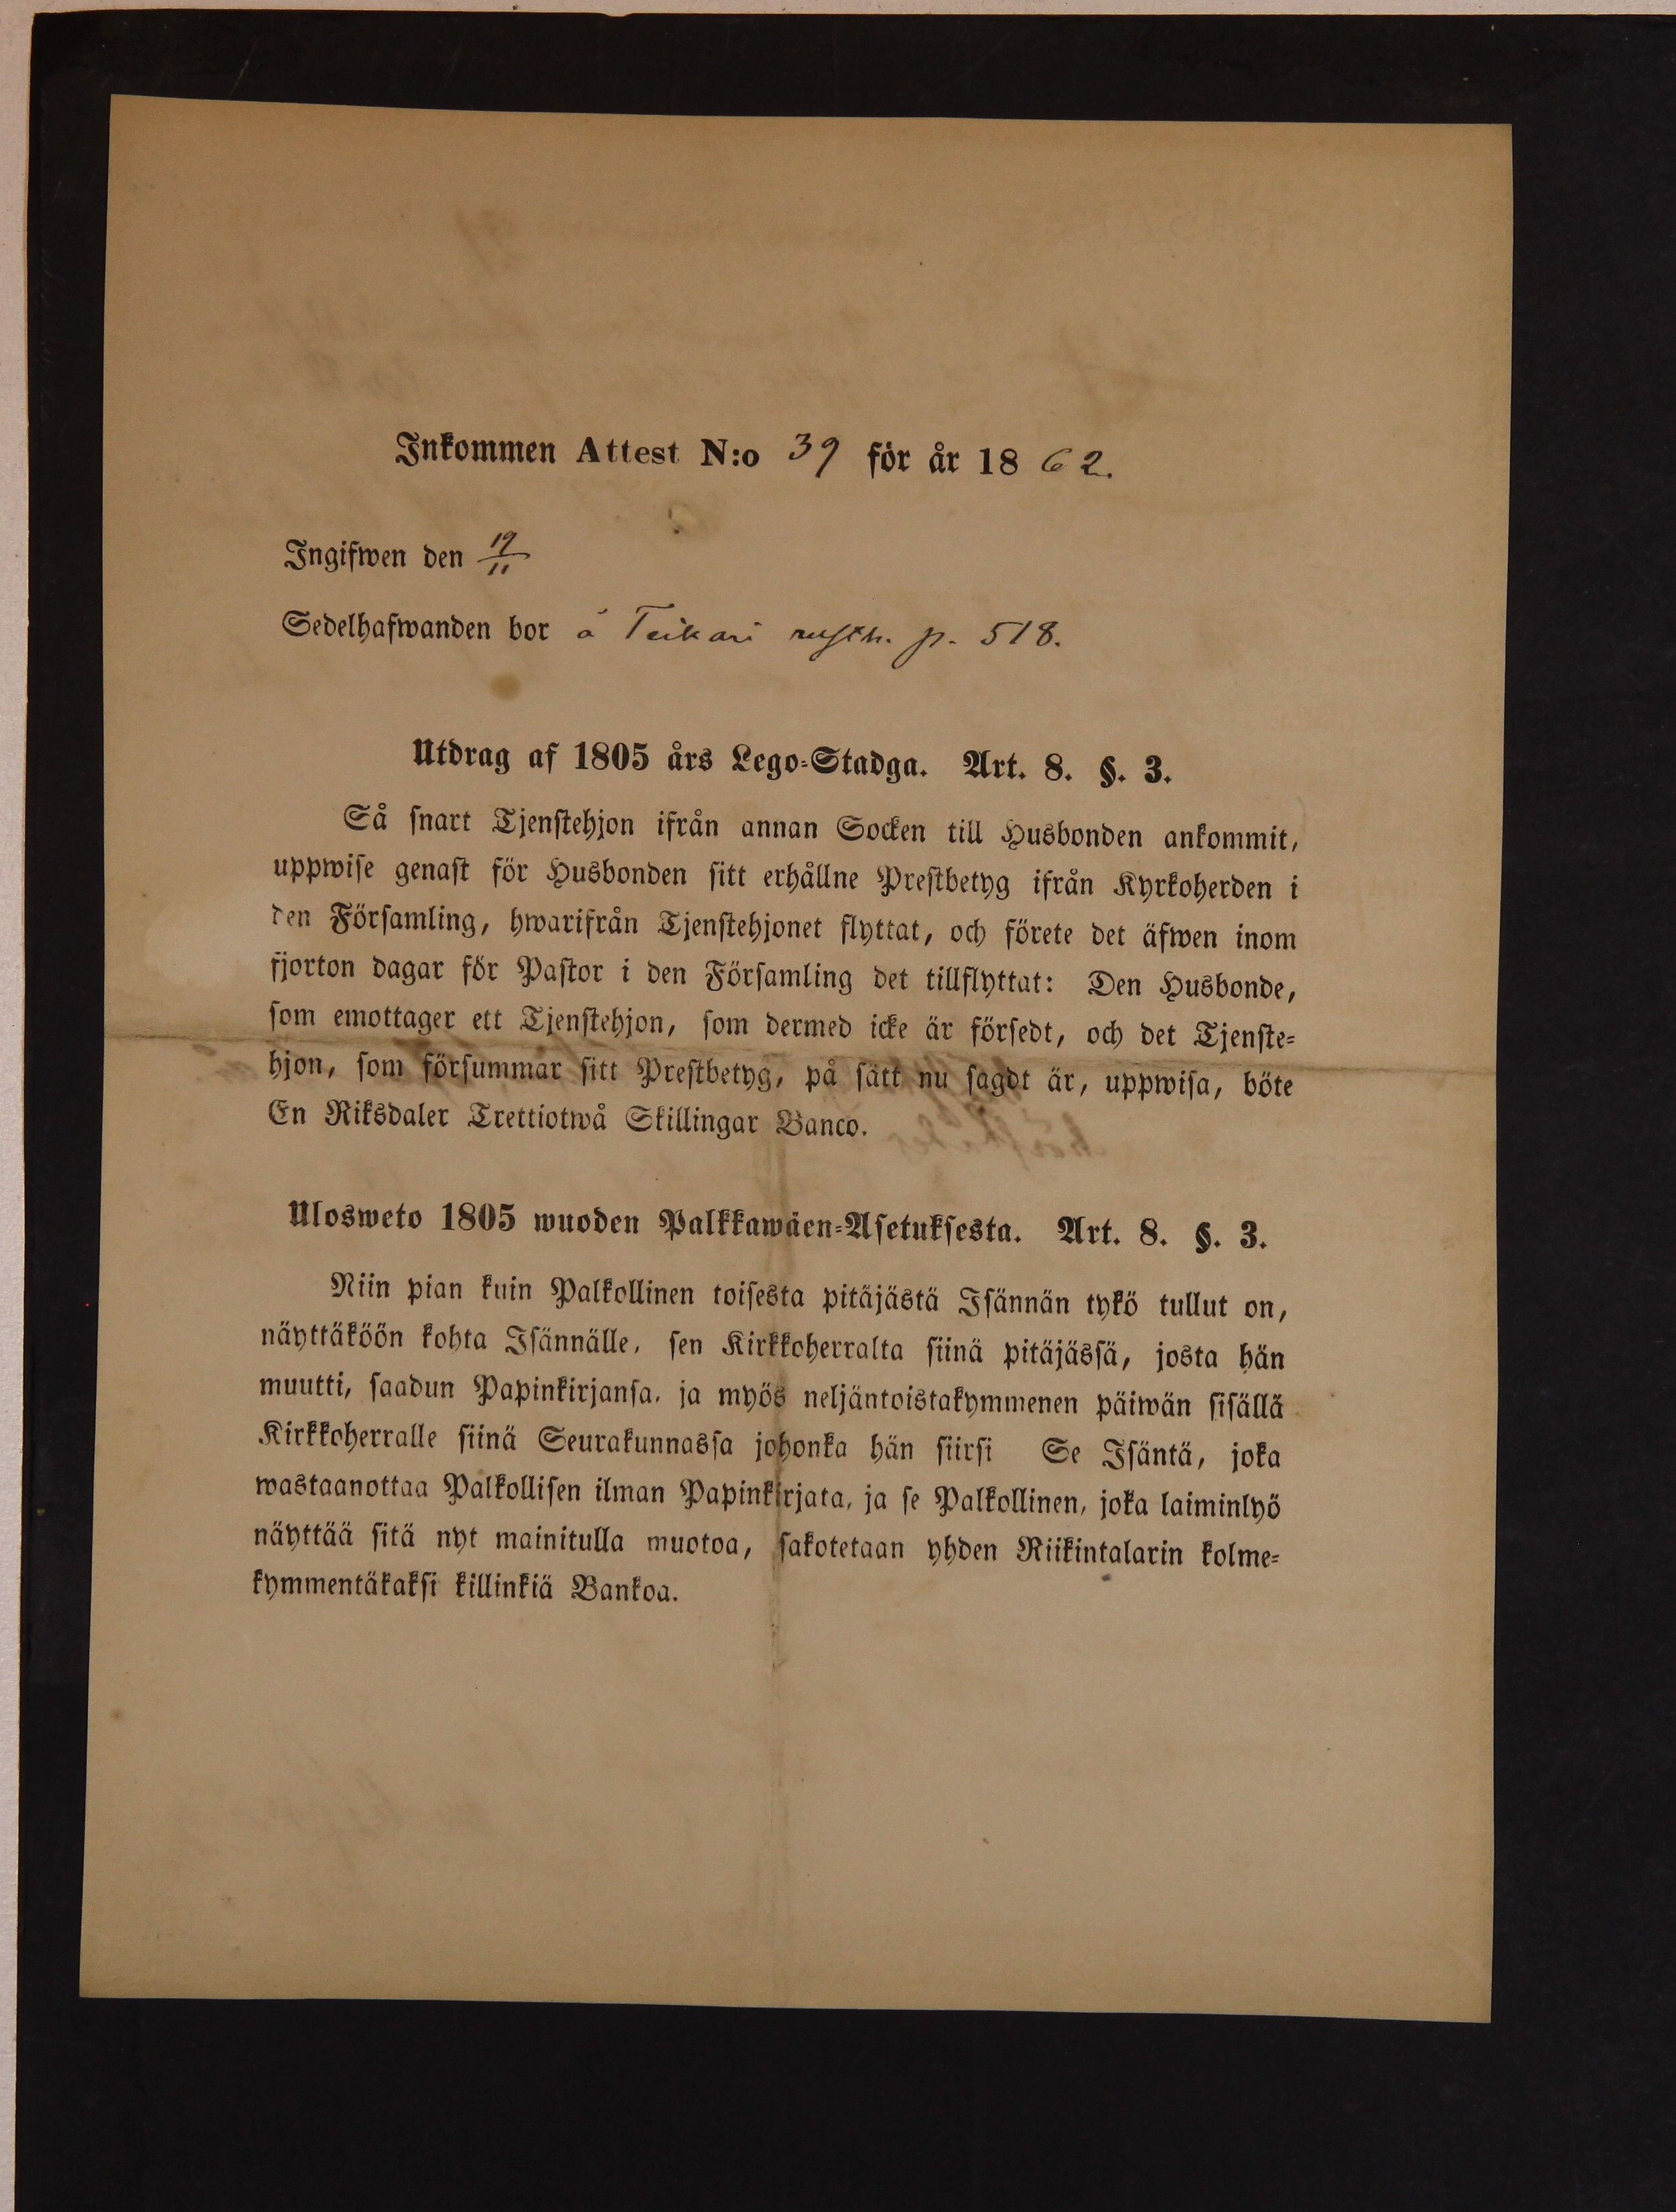 Inkommen Attest N:o 39 för år 1862.
Ingifwen den 19/11
Sedelhafwanden bor å Teikari rusth. p. 518.
Utdrag af 1805 års Lego-Stadga. Art. 8. §. 3.
Så snart Tjenstehjon ifrån annan Socken till Husbonden ankommit,
uppwise genast för Husbonden sitt erhållne Prestbetyg ifrån Kyrkoherden i
den Församling, hwarifrån Tjenstehjonet flyttat, och förete det äfwen inom
fjorton dagar för Pastor i den Församling det tillflyttat: Den Husbonde,
som emottager ett Tjenstehjon, som dermed icke är försedt, och det Tjenste-
hjon, som försummar sitt Prestbetyg, på sätt nu sagdt är, uppwisa, böte
En Riksdaler Trettiotwå Skillingar Banco.
Ulosweto 1805 wuoden Palkkawäen-Asetuksesta. Art. 8. §. 3.
Niin pian kuin Palkollinen toisesta pitäjästä Isännän tykö tullut on,
näyttäköön kohta Isännälle, sen Kirkkoherralta siinä pitäjässä, josta hän
muutti, saadun Papinkirjansa, ja myös neljäntoistakymmenen päiwän sisällä
Kirkkoherralle siinä Seurakunnassa johonka hän siirsi Se Isäntä, joka
wastaanottaa Palkollisen ilman Papinkirjata, ja se Palkollinen, joka laiminlyö
näyttää sitä nyt mainitulla muotoa, sakotetaan yhden Riikintalarin kolme-
kymmentäkaksi killinkiä Bankoa.